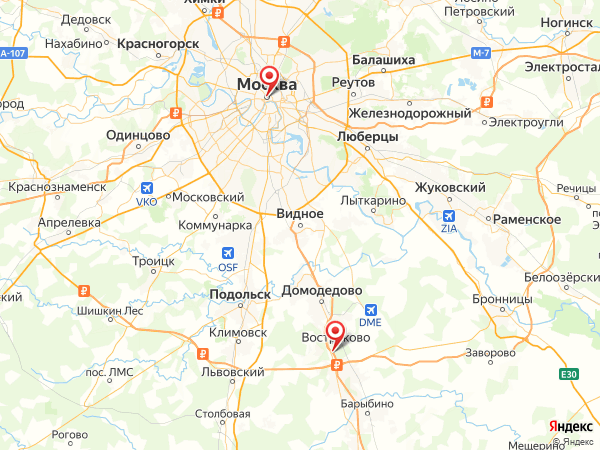 Химки
Лосино-
Петровский
Дедовск
Ногинск
Нахабино
Красногорск
А-107
М-7
Балашиха
Электросталь
Москва
Реутов
Железнодорожный
Электроугли
Одинцово
Люберцы
Краснознаменск
VKO
Московский
Жуковский
Речицы
Лыткарино
Видное
Коммунарка
ZIA
Раменское
Апрелевка
Троицк
OSF
Белоозёрский
Домодедово
Подольск
Бронницы
Шишкин Лес
DME
Климовск
Заворово
пос. ЛМС
Львовский
E30
Столбовая
Барыбино
Рогово
Мещерино
Яндекс
© Яндекс